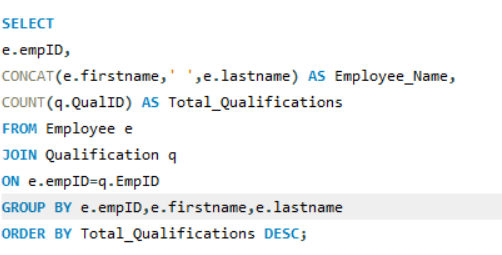 SELECT
e.empID,
CONCAT(e.firstname,' ',e.lastname) AS Employee_Name,
COUNT(q.QualID) AS Total_Qualifications
FROM Employee e
JOIN Qualification q
ON e.empID=q.EmpID
GROUP BY e.empID,e.firstname,e.lastname
ORDER BY Total_Qualifications DESC;